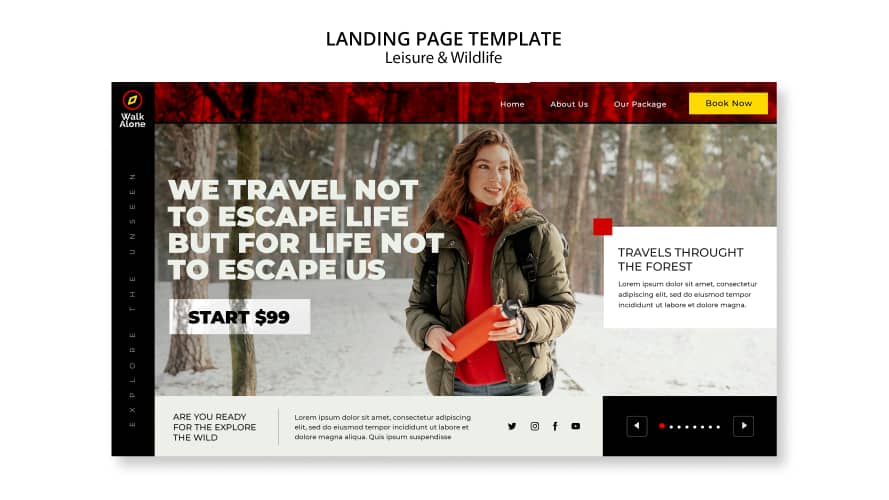 LANDING PAGE TEMPLATE
Leisure & Wildlife
Walk
Alone
Home
About Us
Our Package
Book Now
EXPLORE THE UNSEEN
WE TRAVEL NOT
TO ESCAPE LIFE
BUT FOR LIFE NOT
TO ESCAPE US
START $99
TRAVELS THROUGHT
THE FOREST
Lorem ipsum dolor sit amet, consectetur
adipiscing elit, sed do eiusmod tempor
incididunt ut labore et dolore magna.
ARE YOU READY
FOR THE EXPLORE
THE WILD
Lorem ipsum dolor sit amet, consectetur adipiscing
elit, sed do eiusmod tempor incididunt ut labore et
dolore magna aliqua. Quis ipsum suspendisse